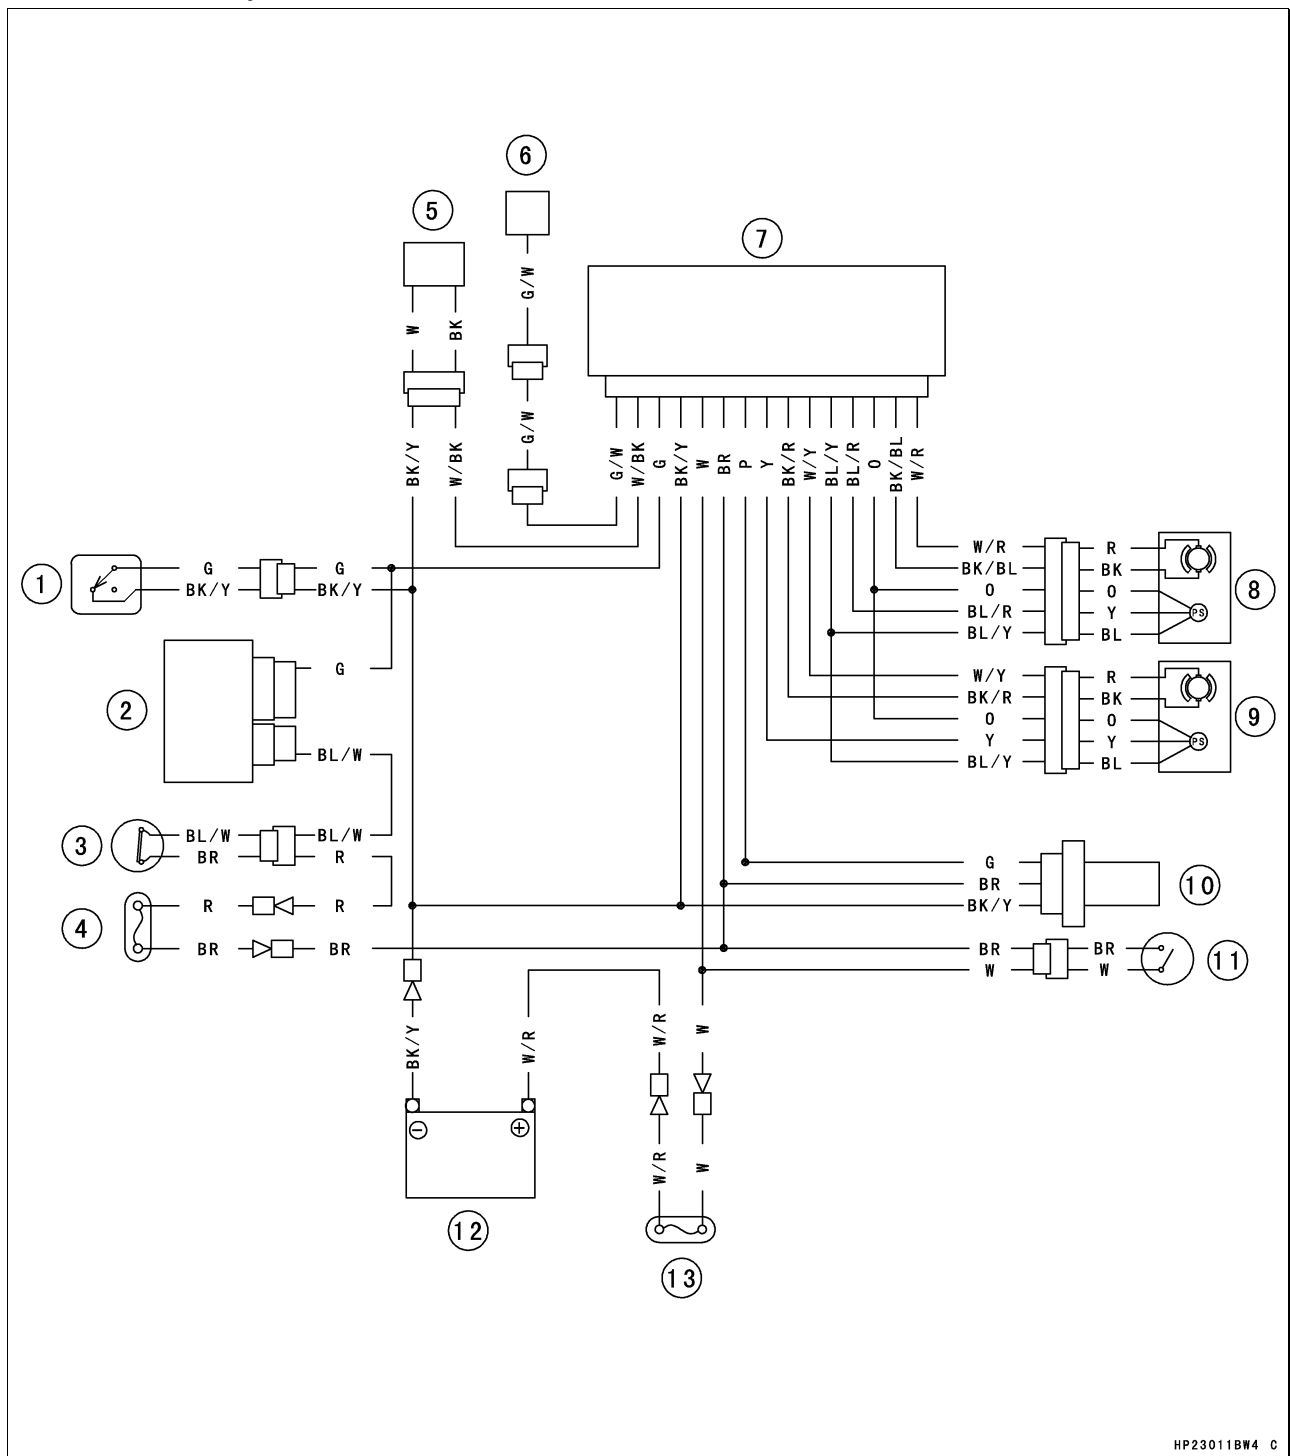 6
5
7
G/W
W
BK
G/W
BK/Y
W/BK
G/W
W/BK
G
BK/Y
W
BR
P
Y
BK/R
W/Y
BL/Y
BL/R
O
BK/BL
W/R
1
G
G
BK/Y
BK/Y
W/R
R
BK/BL
BK
O
O
PS
8
BL/R
Y
BL/Y
BL
2
G
BL/W
W/Y
R
BK/R
BK
O
O
PS
9
Y
Y
BL/Y
BL
3
BL/W
BL/W
BR
R
4
R
R
BR
BR
G
BR
BK/Y
10
BR
BR
W
W
11
BK/Y
W/R
W/R
W
−
+
W/R
W
12
13
HP23011BW4 C